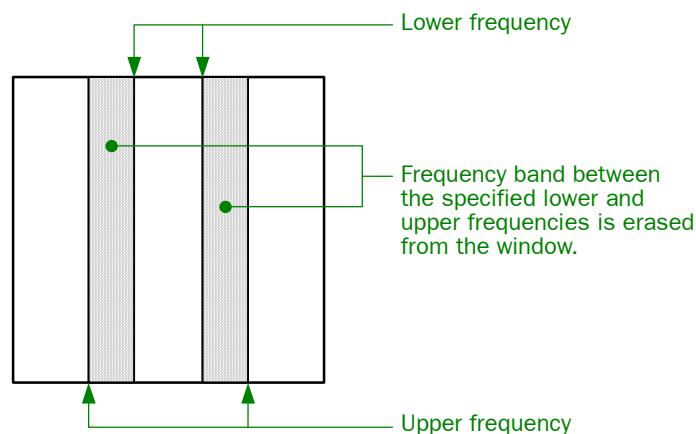 Lower frequency
Frequency band between
the specified lower and
upper frequencies is erased
from the window.
Upper frequency